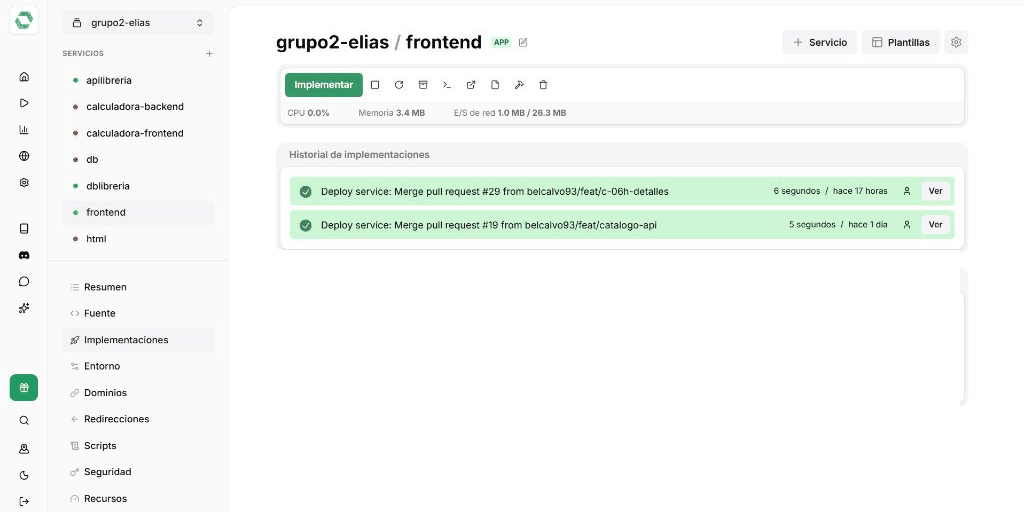 grupo2-elias
SERVICIOS
apilibreria
calculadora-backend
calculadora-frontend
db
dblibreria
frontend
html
Resumen
Fuente
Implementaciones
Entorno
Dominios
Redirecciones
Scripts
Seguridad
Recursos
grupo2-elias / frontend APP
Servicio Plantillas
Implementar
CPU 0.0% Memoria 3.4 MB E/S de red 1.0 MB / 26.3 MB
Historial de implementaciones
Deploy service: Merge pull request #29 from belcalvo93/feat/c-06h-detalles 6 segundos / hace 17 horas Ver
Deploy service: Merge pull request #19 from belcalvo93/feat/catalogo-api 5 segundos / hace 1 día Ver